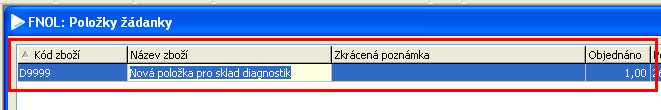 FNOL: Položky žádanky
Kód zboží Název zboží Zkrácená poznámka Objednáno
D9999 Nová položka pro sklad diagnostik 1,00